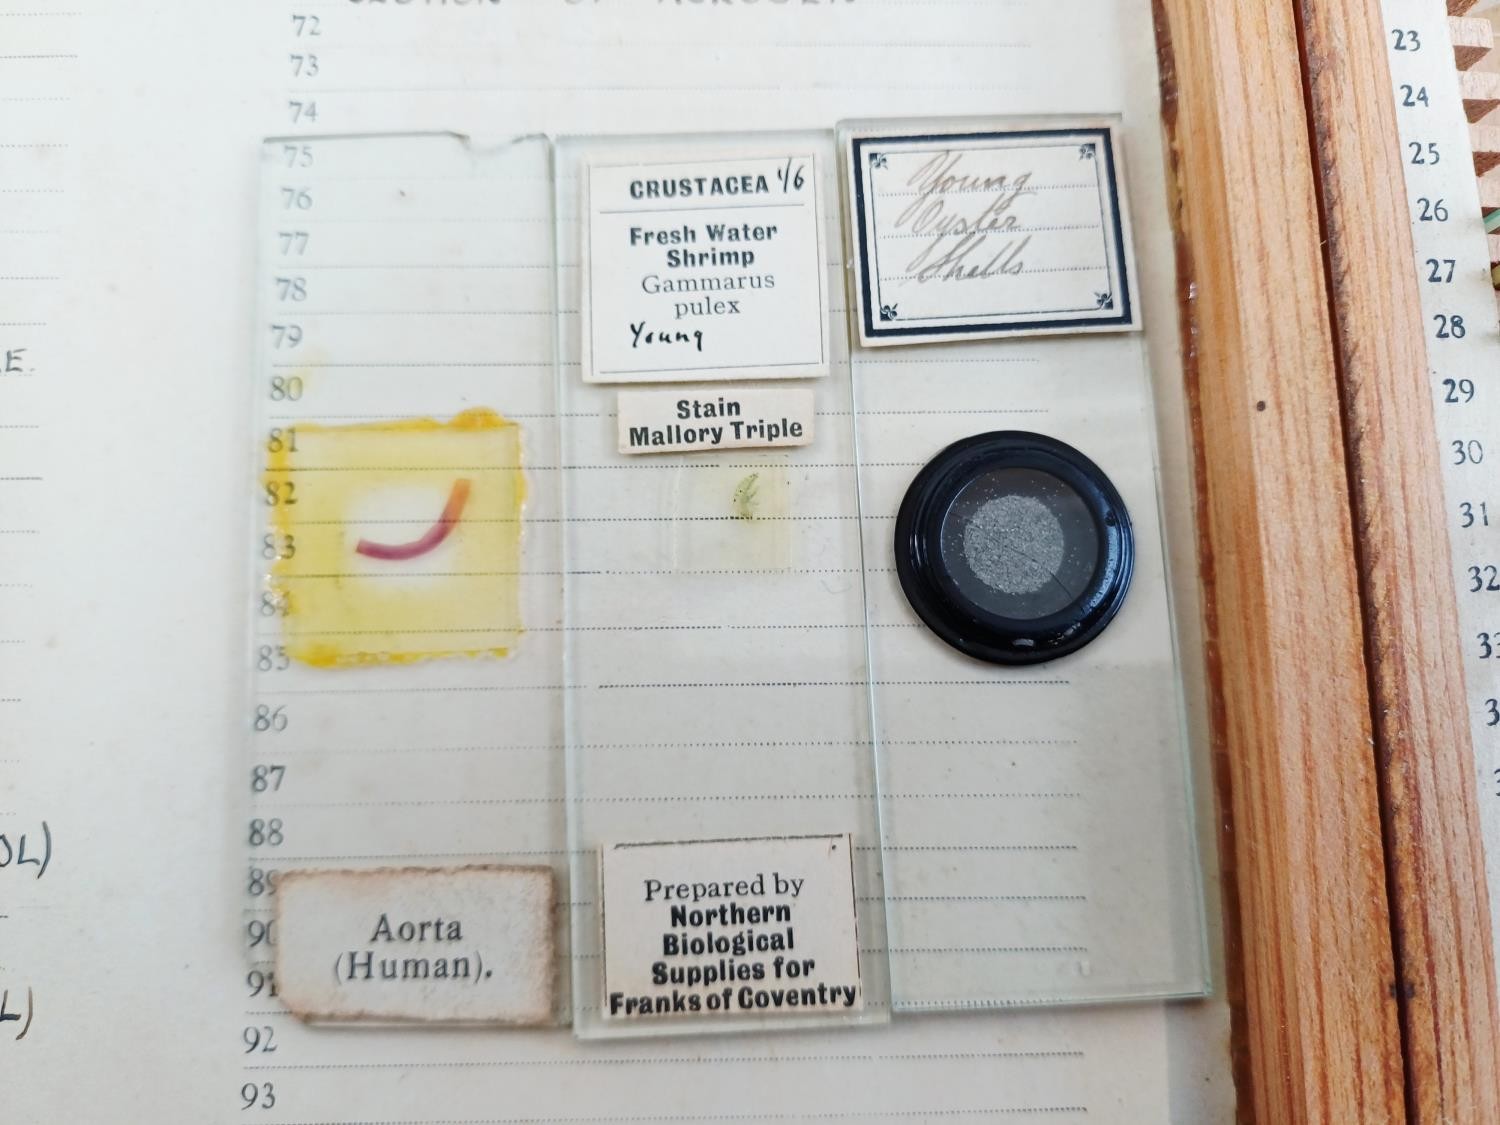 72
73
74
75
76
77
78
79
80
81
82
83
84
85
86
87
88
89
90
91
92
93
E.
OL)
L)
CRUSTACEA 1/6
Fresh Water
Shrimp
Gammarus
pulex
Young
Stain
Mallory Triple
Prepared by
Northern
Biological
Supplies for
Franks of Coventry
Young
Oyster
Shells
Aorta
(Human).
23
24
25
26
27
28
29
30
31
32
33